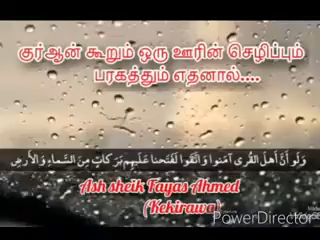 குர்ஆன் கூறும் ஒரு ஊரின் செழிப்பும்
பரகத்தும் எதனால்....
وَلَوْ أَنَّ أَهْلَ الْقُرَىٰ آمَنُوا وَاتَّقَوْا لَفَتَحْنَا عَلَيْهِم بَرَكَاتٍ مِّنَ السَّمَاءِ وَالْأَرْضِ
Ash sheik Fayas Ahmed
(Kekirawa)
PowerDirector